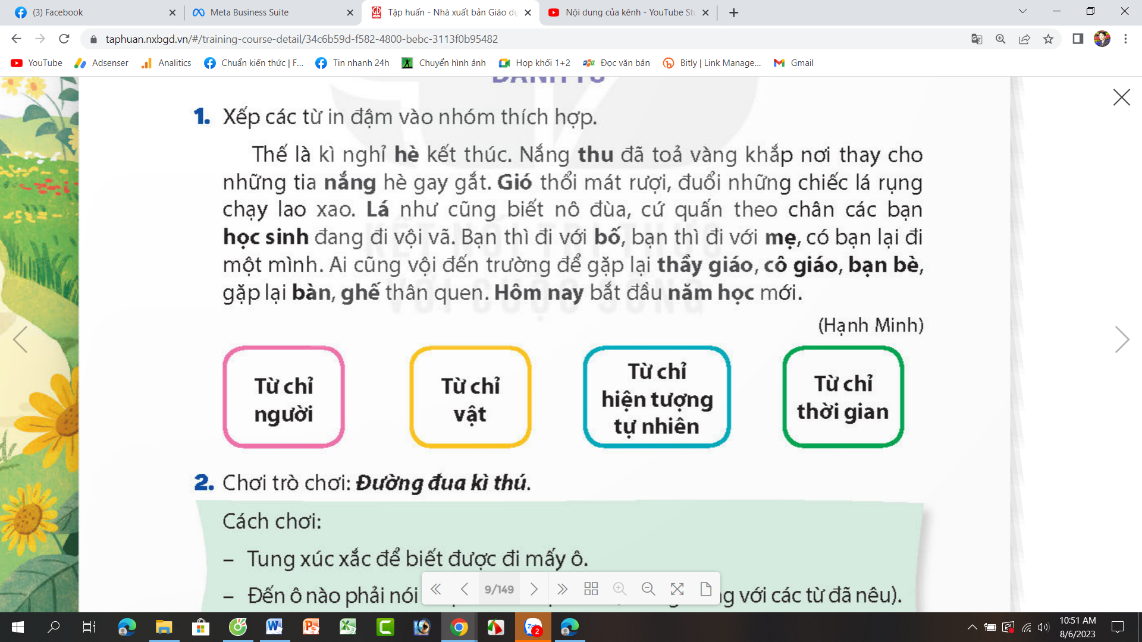 (3) Facebook
Meta Business Suite
Tập huấn - Nhà xuất bản Giáo dụ
Nội dung của kênh - YouTube St
taphuan.nxbgd.vn/#/training-course-detail/34c6b59d-f582-4800-bebc-3113f0b95482
YouTube
Adsenser
Analitics
Chuẩn kiến thức | F...
Tin nhanh 24h
Chuyển hình ảnh
Họp khối 1+2
Đọc văn bản
Bitly | Link Manage...
Gmail
DANH TỪ
1. Xếp các từ in đậm vào nhóm thích hợp.
Thế là kì nghỉ hè kết thúc. Nắng thu đã toả vàng khắp nơi thay cho
những tia nắng hè gay gắt. Gió thổi mát rượi, đuổi những chiếc lá rụng
chạy lao xao. Lá như cũng biết nô đùa, cứ quấn theo chân các bạn
học sinh đang đi vội vã. Bạn thì đi với bố, bạn thì đi với mẹ, có bạn lại đi
một mình. Ai cũng vội đến trường để gặp lại thầy giáo, cô giáo, bạn bè,
gặp lại bàn, ghế thân quen. Hôm nay bắt đầu năm học mới.
(Hạnh Minh)
Từ chỉ
người
Từ chỉ
vật
Từ chỉ
hiện tượng
tự nhiên
Từ chỉ
thời gian
2. Chơi trò chơi: Đường đua kì thú.
Cách chơi:
– Tung xúc xắc để biết được đi mấy ô.
– Đến ô nào phải nói với các từ đã nêu).
9/149
10:51 AM
8/6/2023